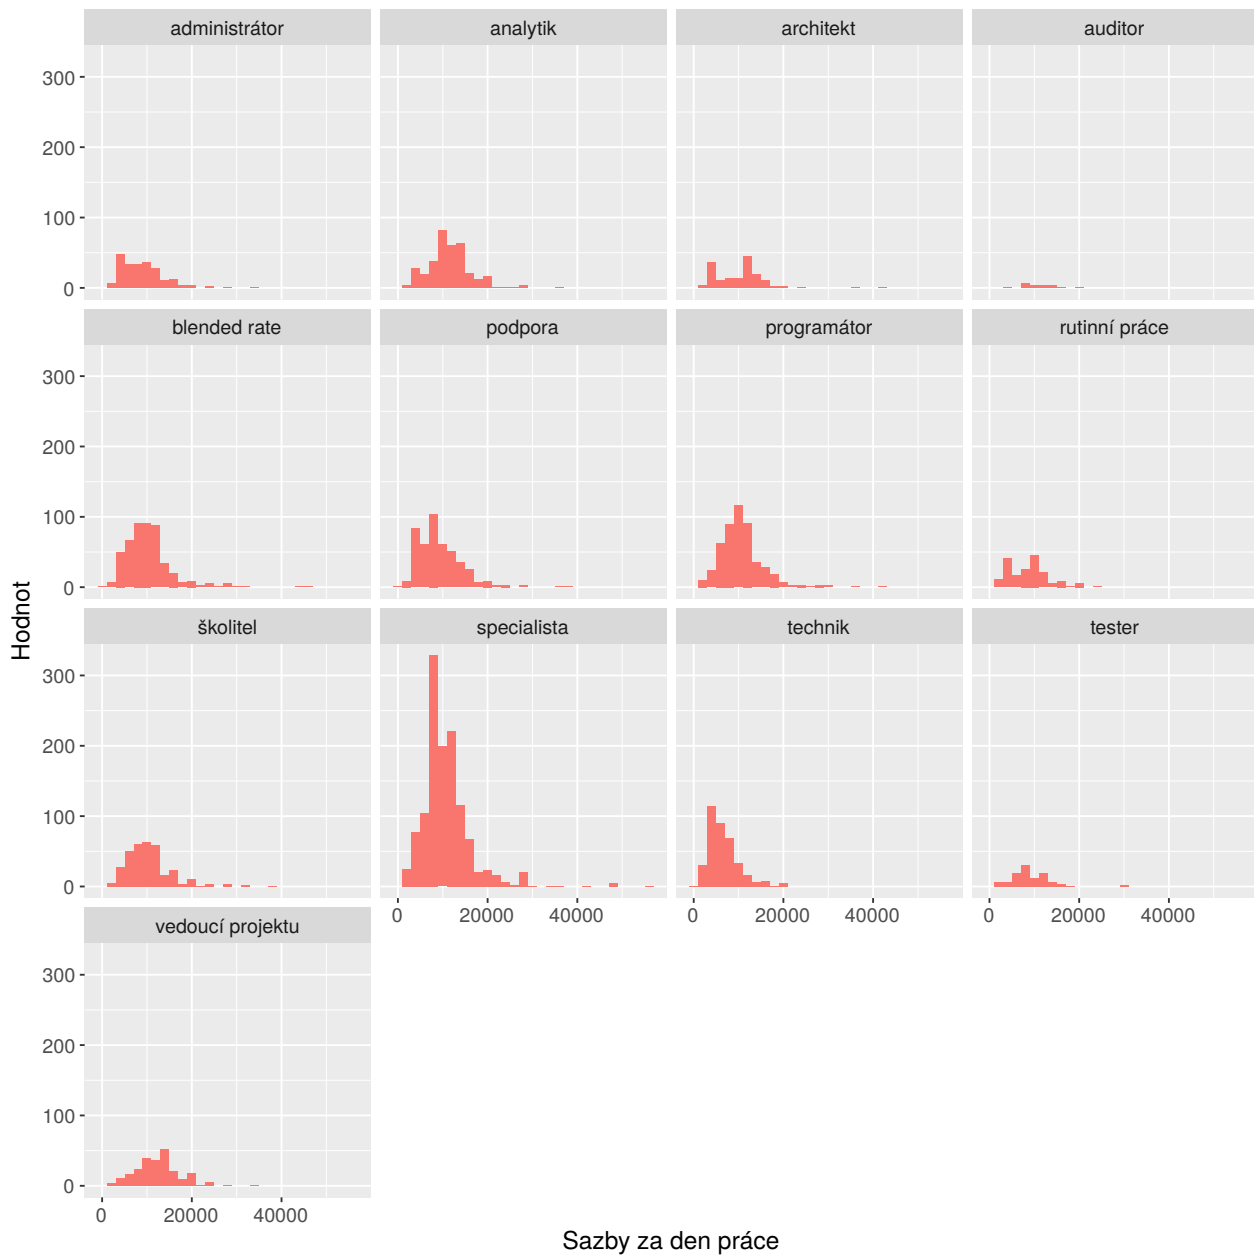 administrátor analytik architekt auditor
300
200
100
0
blended rate podpora programátor rutinní práce
300
200
100
0
Hodnot
školitel specialista technik tester
300
200
100
0
0 20000 40000 0 20000 40000 0 20000 40000
vedoucí projektu
300
200
100
0
0 20000 40000
Sazby za den práce